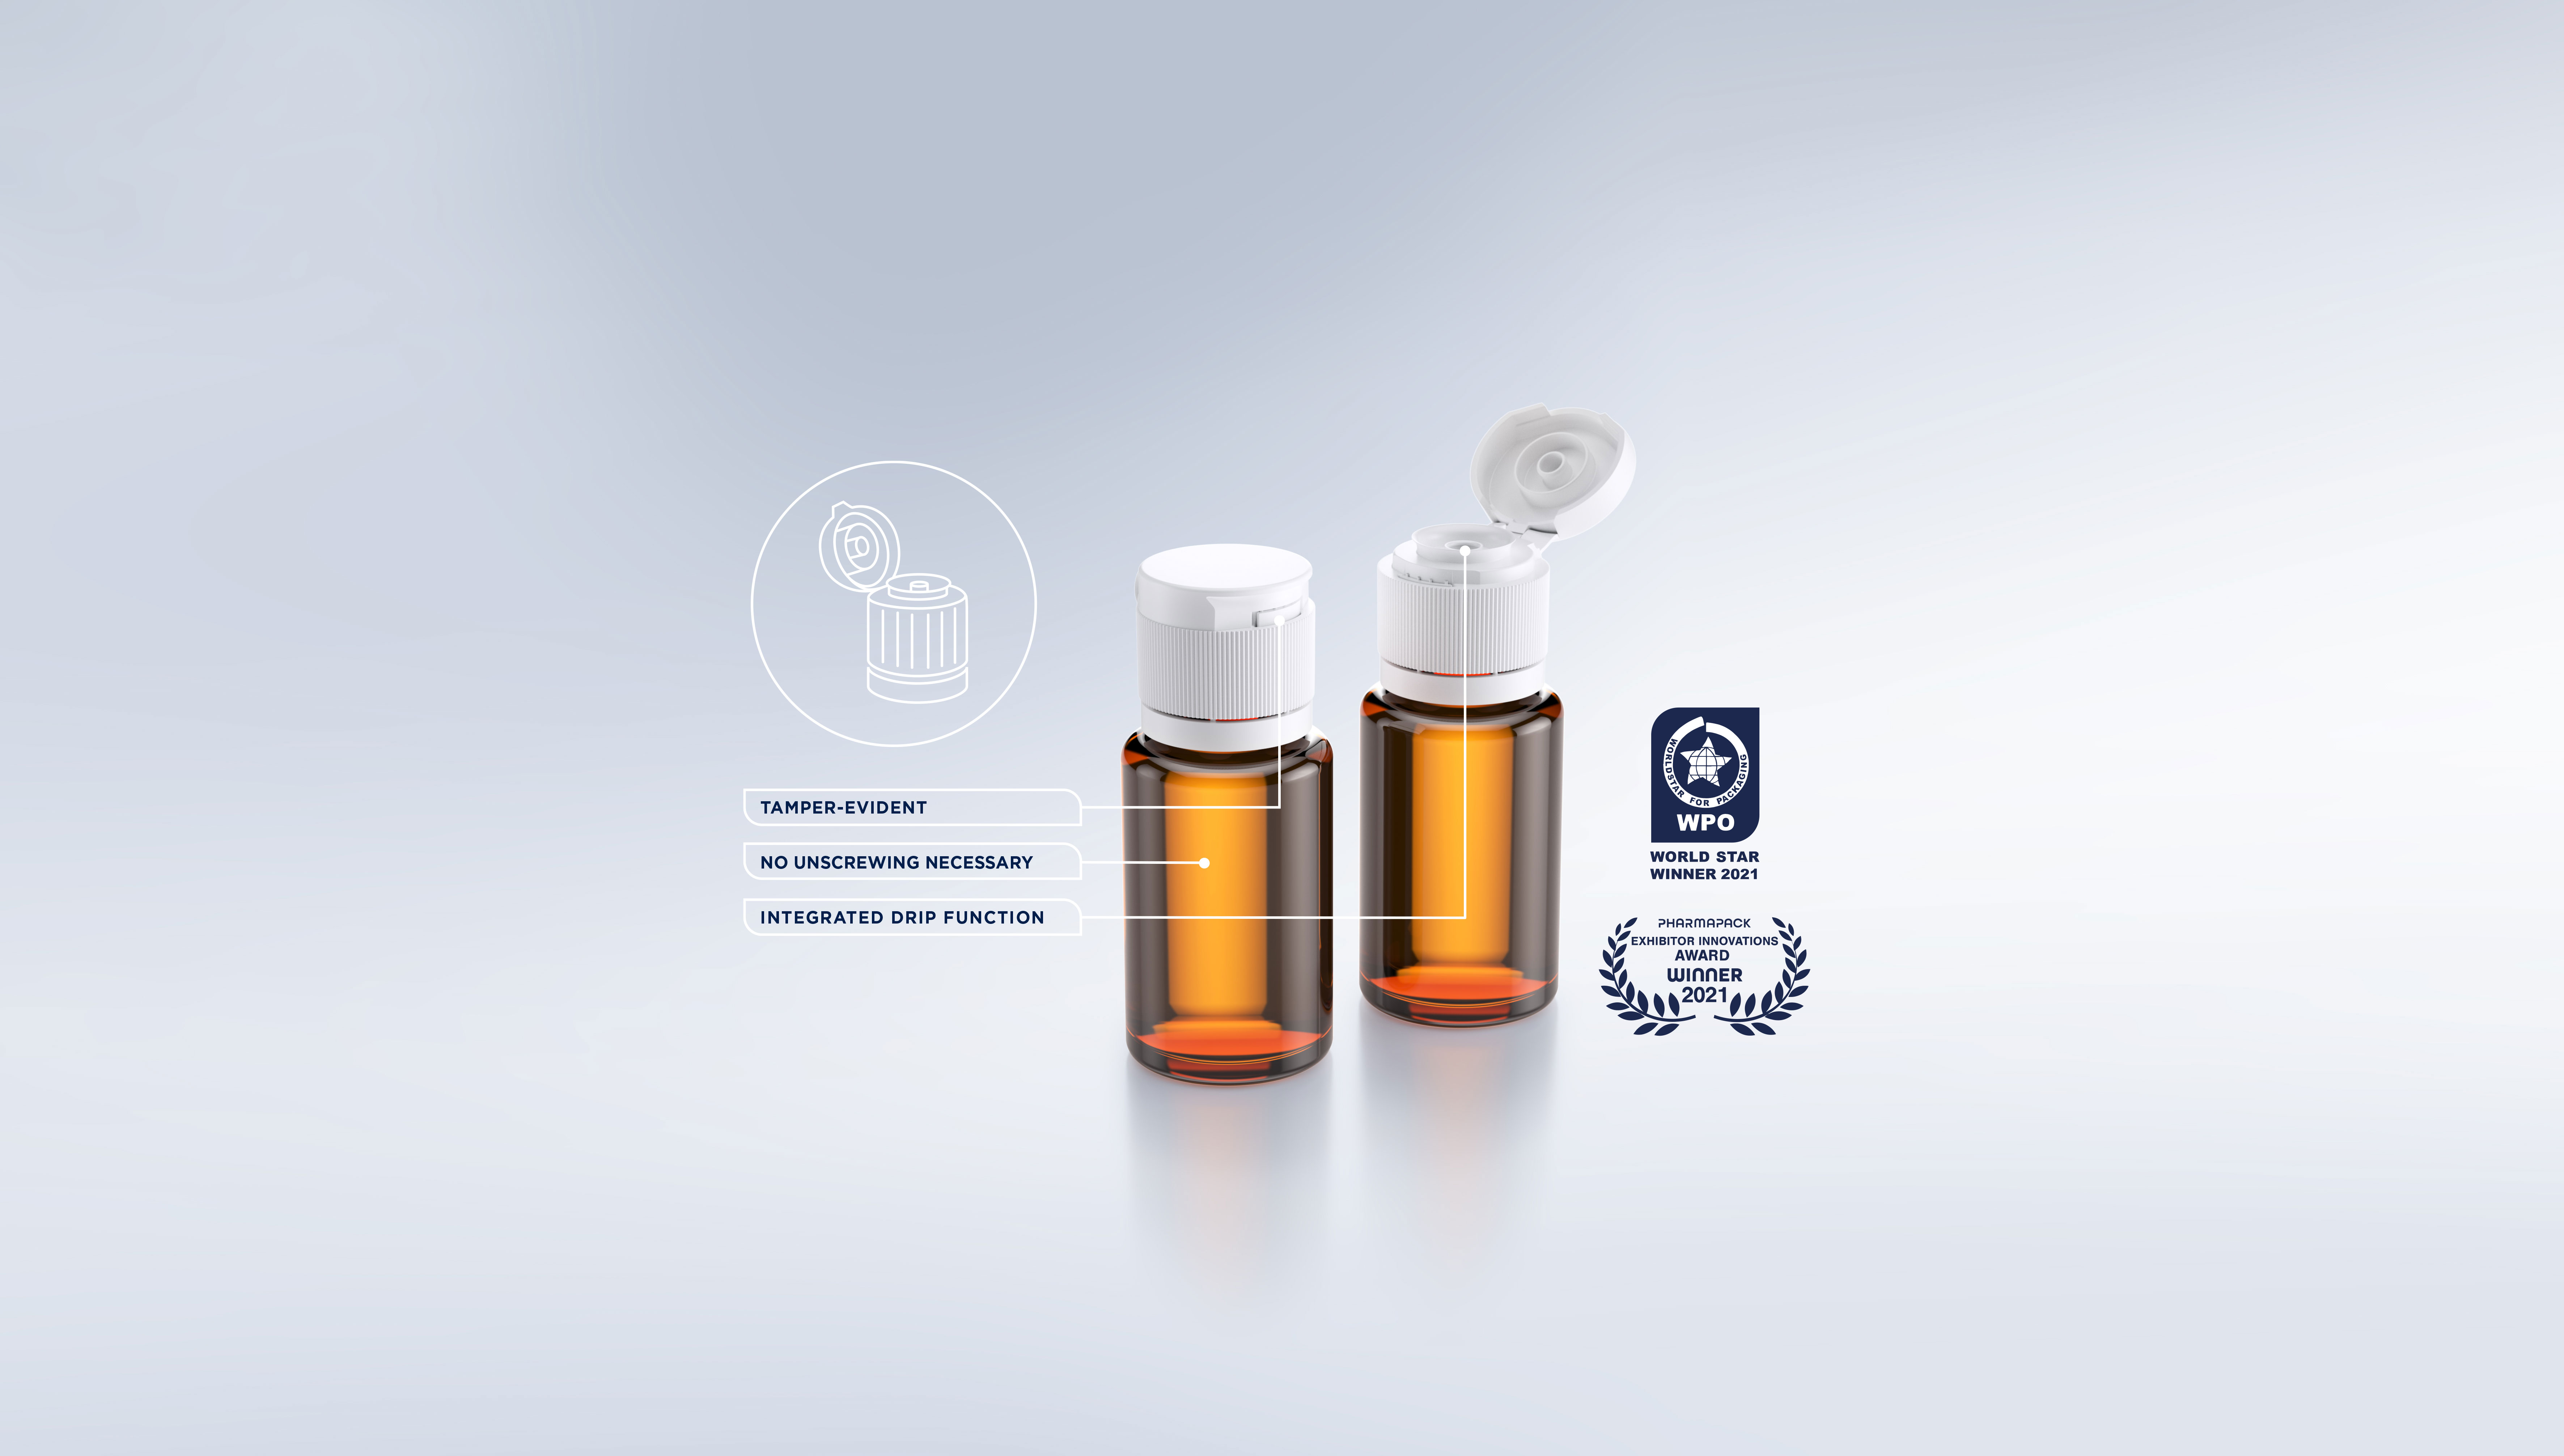 TAMPER-EVIDENT
NO UNSCREWING NECESSARY
INTEGRATED DRIP FUNCTION
WORLDSTAR FOR PACKAGING
WPO
WORLD STAR
WINNER 2021
PHARMAPACK
EXHIBITOR INNOVATIONS
AWARD
WINNER
2021